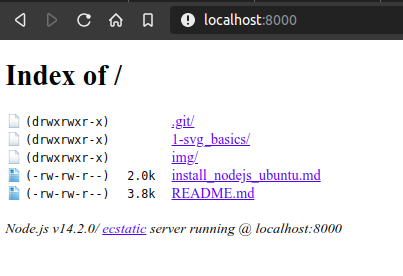 localhost:8000
Index of /
(drwxrwxr-x) .git/
(drwxrwxr-x) 1-svg_basics/
(drwxrwxr-x) img/
(-rw-rw-r--) 2.0k install_nodejs_ubuntu.md
(-rw-rw-r--) 3.8k README.md
Node.js v14.2.0/ ecstatic server running @ localhost:8000